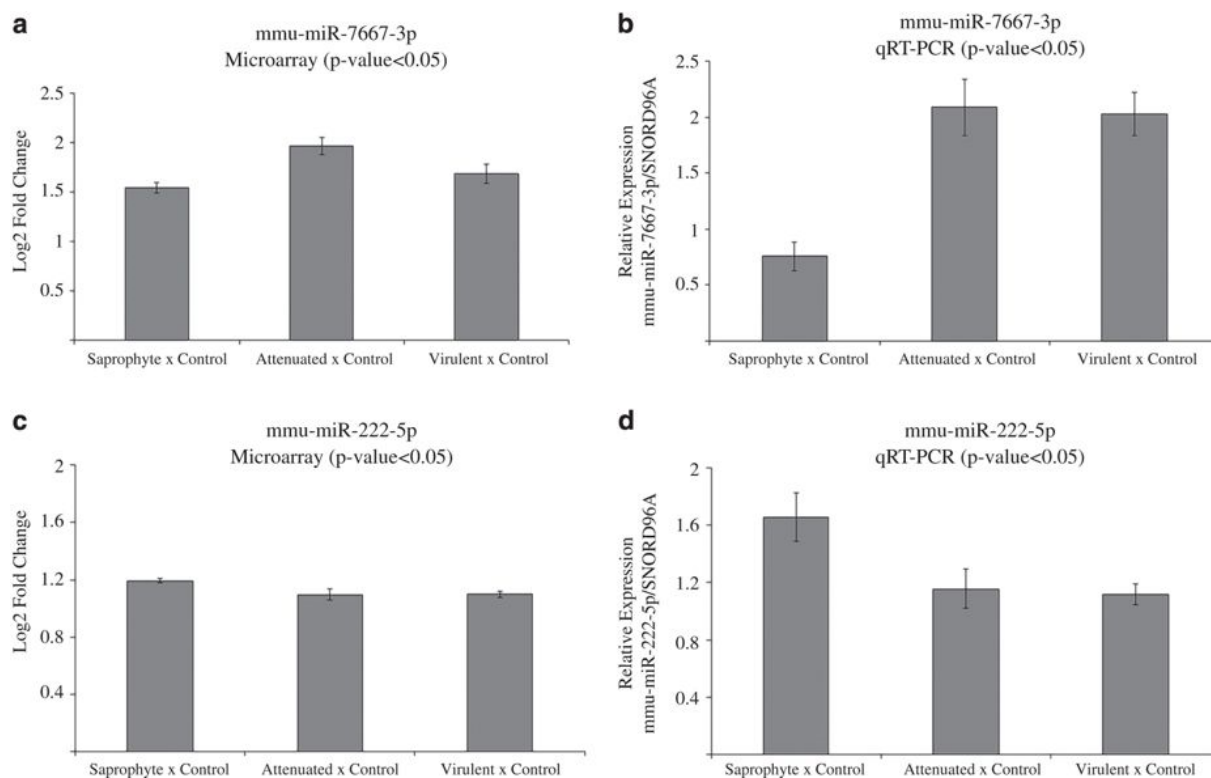 a
mmu-miR-7667-3p
Microarray (p-value<0.05)
Log2 Fold Change
2.5
2
1.5
1
0.5
Saprophyte x Control
Attenuated x Control
Virulent x Control
b
mmu-miR-7667-3p
qRT-PCR (p-value<0.05)
Relative Expression
mmu-miR-7667-3p/SNORD96A
2.5
2
1.5
1
0.5
Saprophyte x Control
Attenuated x Control
Virulent x Control
c
mmu-miR-222-5p
Microarray (p-value<0.05)
Log2 Fold Change
2
1.6
1.2
0.8
0.4
Saprophyte x Control
Attenuated x Control
Virulent x Control
d
mmu-miR-222-5p
qRT-PCR (p-value<0.05)
Relative Expression
mmu-miR-222-5p/SNORD96A
2
1.6
1.2
0.8
0.4
Saprophyte x Control
Attenuated x Control
Virulent x Control